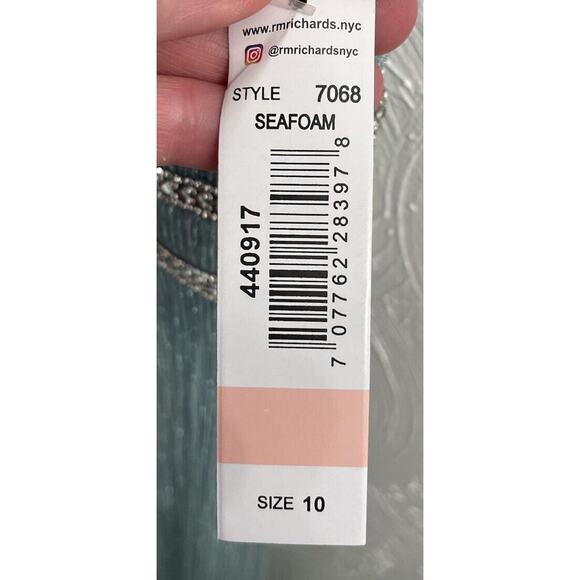 www.rmrichards.nyc
@rmrichardsnyc
STYLE 7068
SEAFOAM
440917
7 07762 28397 8
SIZE 10